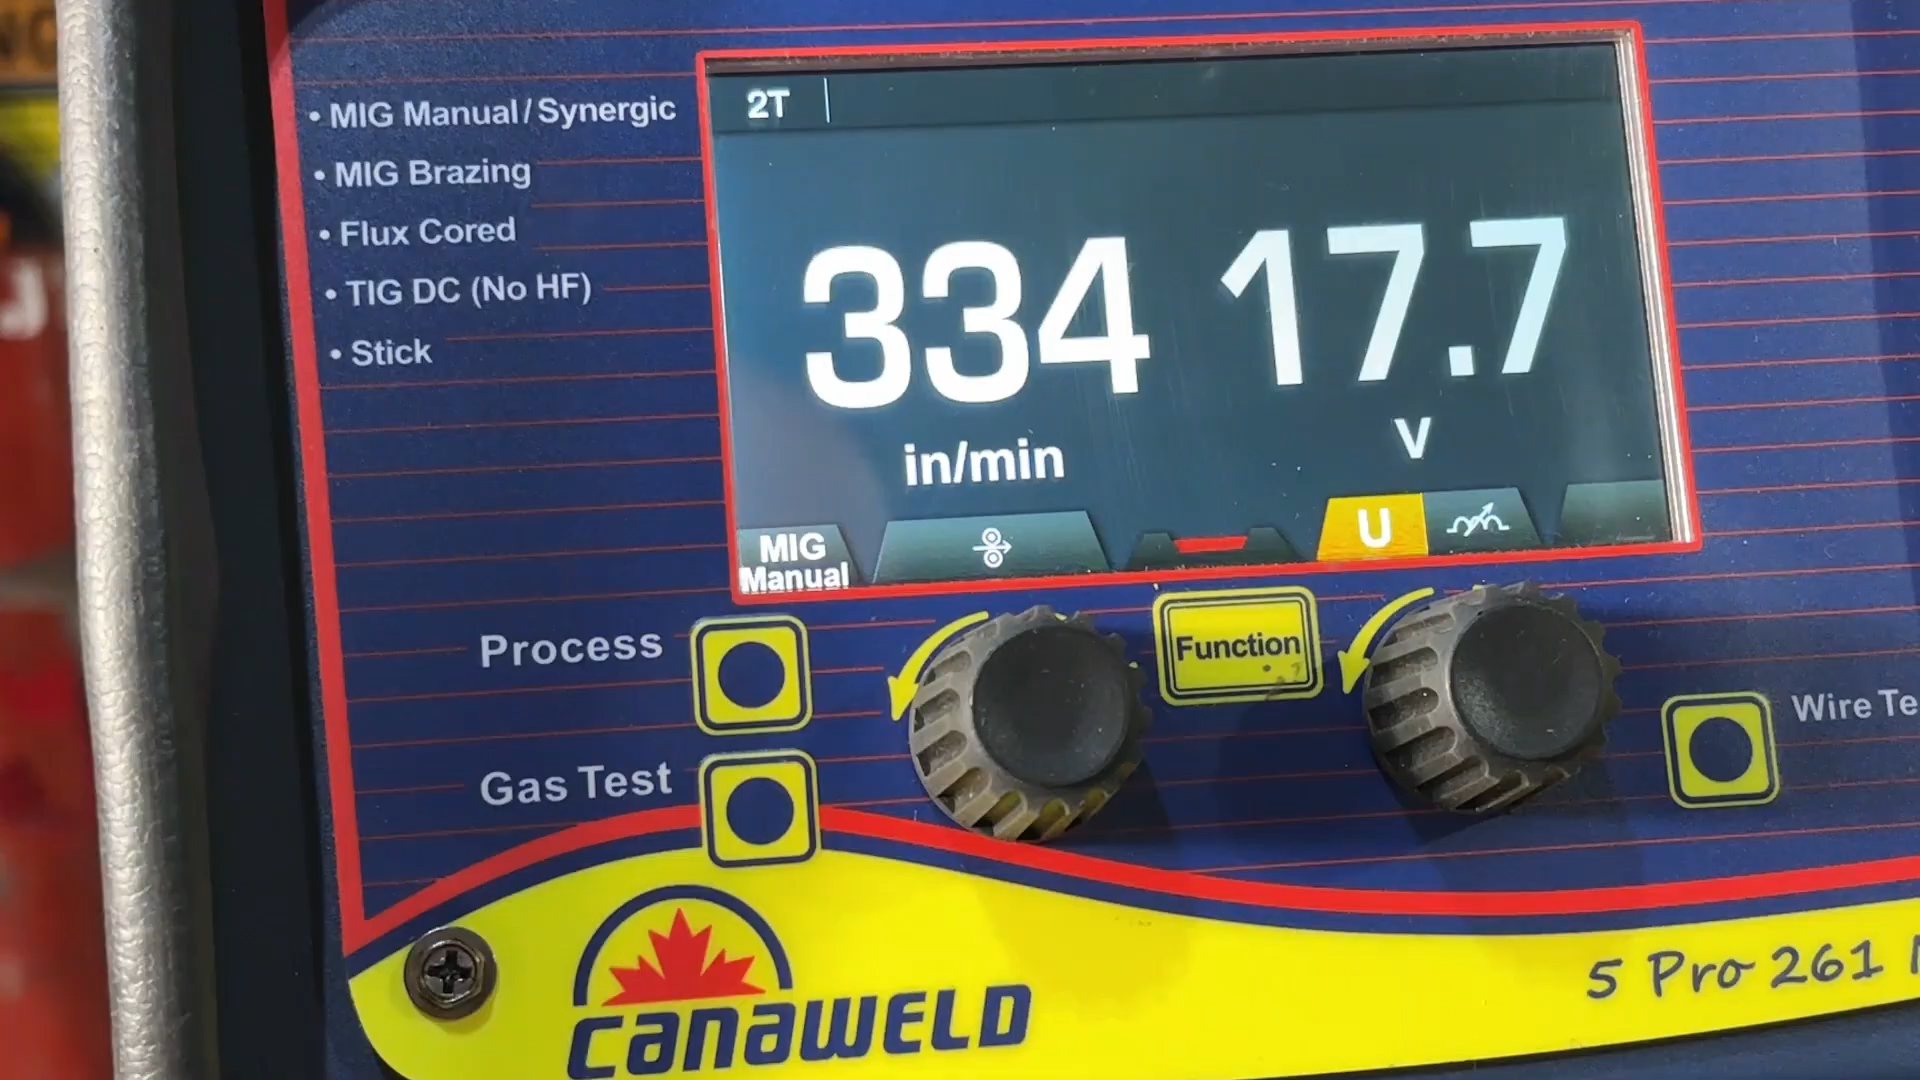 2T
• MIG Manual/Synergic
• MIG Brazing
• Flux Cored
• TIG DC (No HF)
• Stick
334 17.7
in/min V
MIG
Manual
U
Function
Process
Gas Test
Wire Te
CANAWELD
5 Pro 261